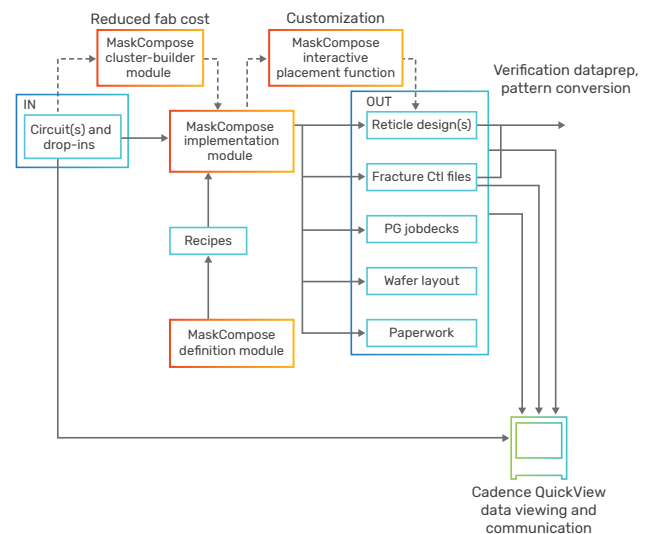 Reduced fab cost
Customization
MaskCompose
cluster-builder
module
MaskCompose
interactive
placement function
Verification dataprep,
pattern conversion
IN
Circuit(s) and
drop-ins
MaskCompose
implementation
module
OUT
Reticle design(s)
Fracture Ctl files
PG jobdecks
Wafer layout
Paperwork
Recipes
MaskCompose
definition module
Cadence QuickView
data viewing and
communication